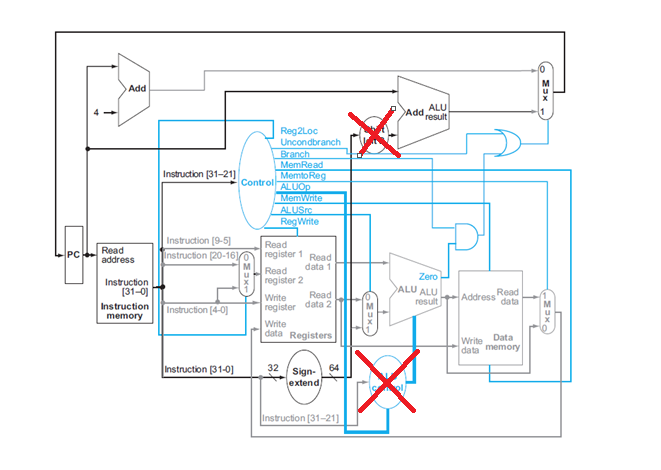 Add
4
Add ALU
result
0
M
u
x
1
Reg2Loc
Uncondbranch
Branch
MemRead
MemtoReg
ALUOp
MemWrite
ALUSrc
RegWrite
Control
Instruction [31–21]
PC
Read
address
Instruction
[31–0]
Instruction
memory
Instruction [9-5]
Instruction [20-16]
Instruction [4-0]
0
M
u
x
1
Read
register 1
Read
register 2
Write
register
Write
data
Read
data 1
Read
data 2
Registers
0
M
u
x
1
Zero
ALU ALU
result
Address
Read
data
Write
data
Data
memory
1
M
u
x
0
Instruction [31-0]
32
Sign-
extend
64
Instruction [31–21]